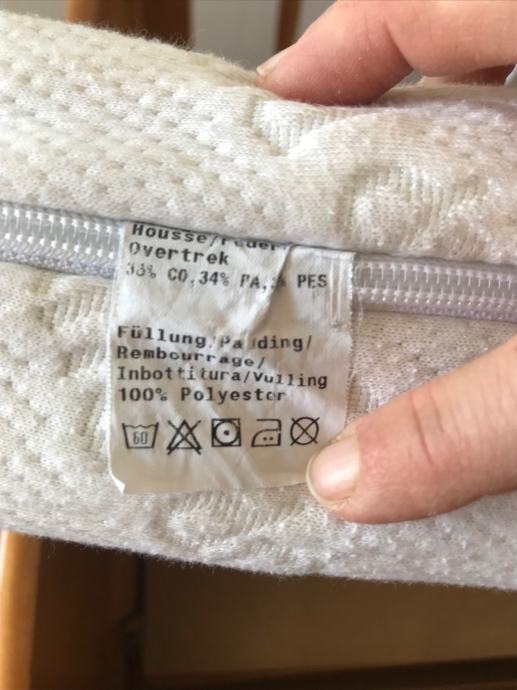 Housse/
Overtrek
33% CO,34% PA, PES
Füllung/Padding/
Rembourrage/
Inbottitura/Vulling
100% Polyester
60